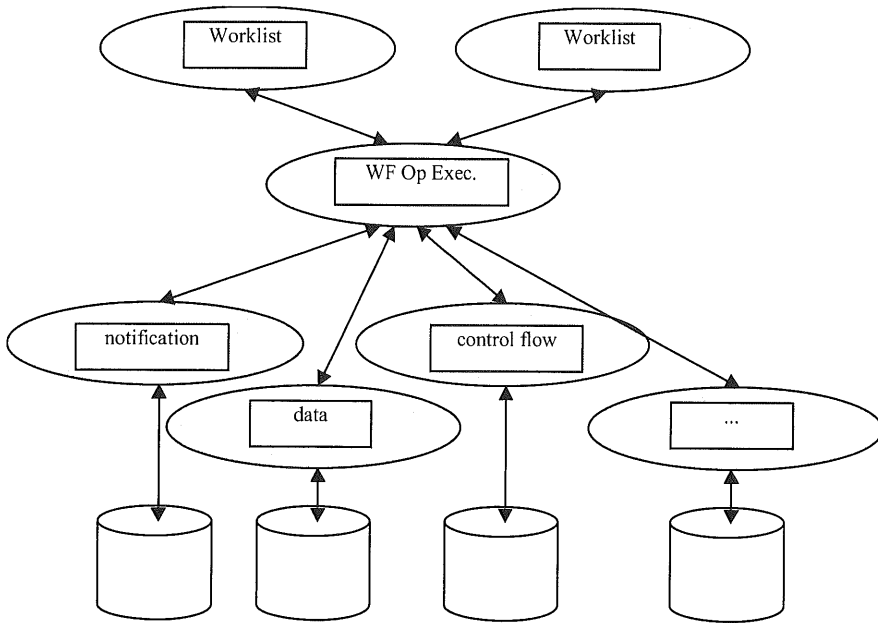 Worklist
Worklist
WF Op Exec.
notification
control flow
data
...